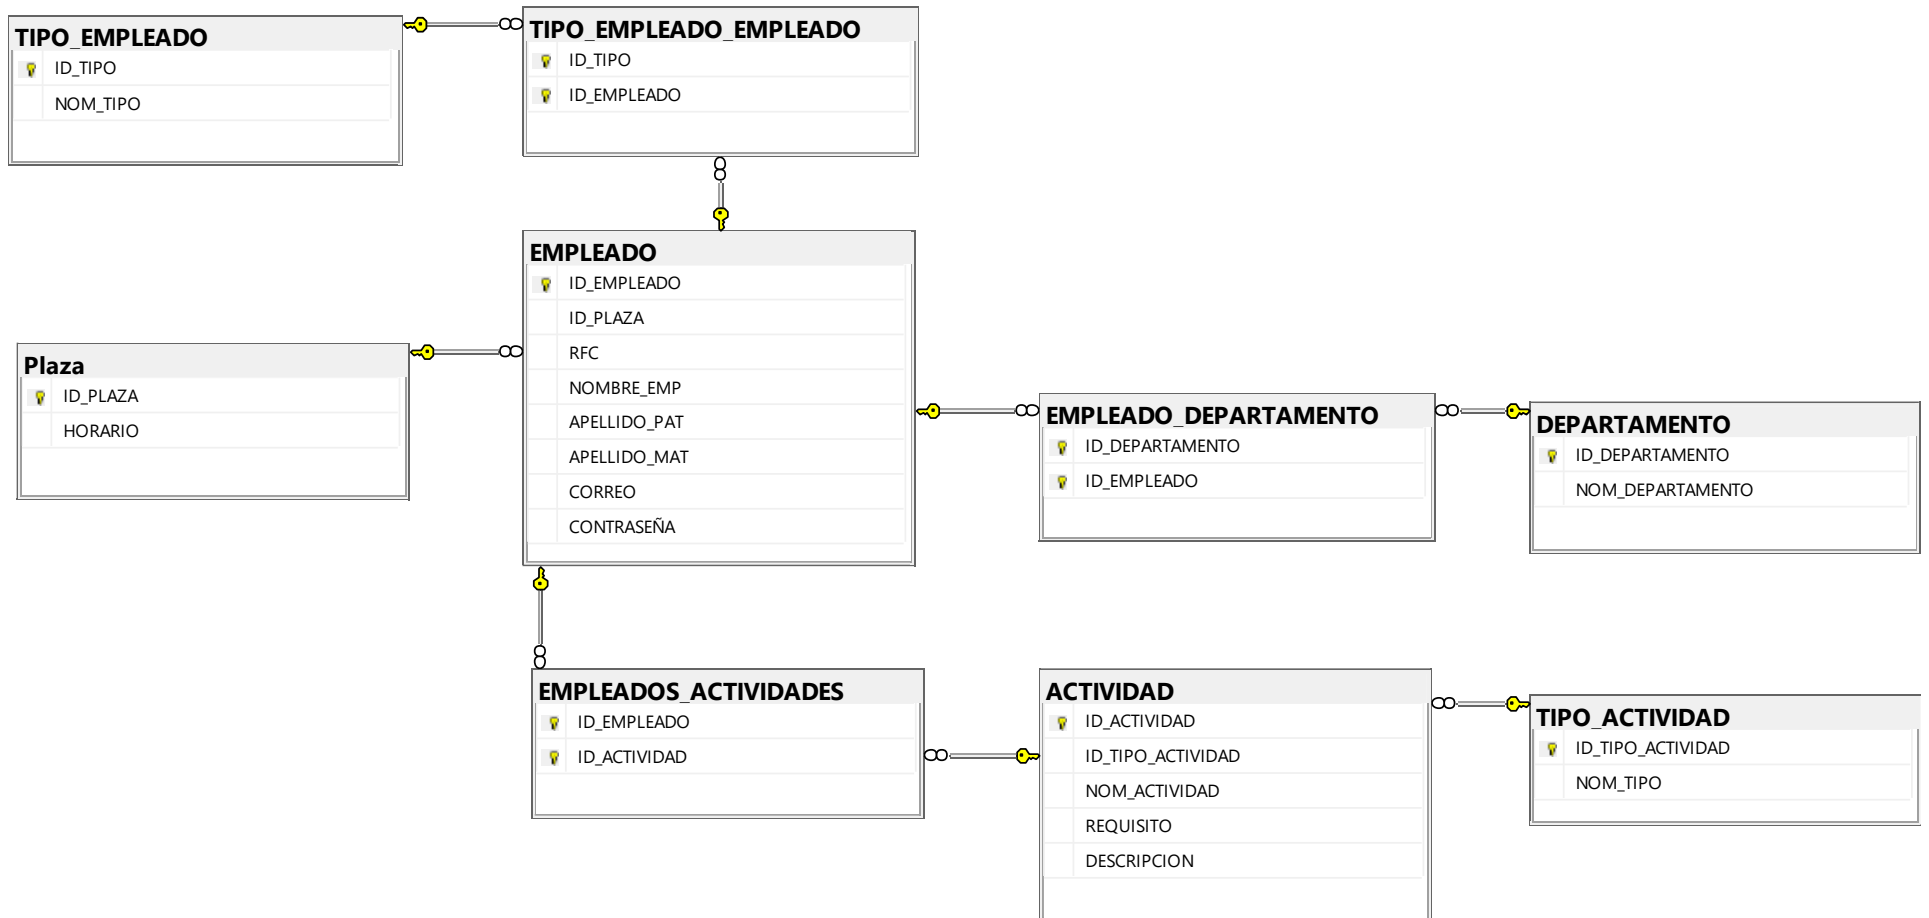 TIPO_EMPLEADO
ID_TIPO
NOM_TIPO
TIPO_EMPLEADO_EMPLEADO
ID_TIPO
ID_EMPLEADO
EMPLEADO
ID_EMPLEADO
ID_PLAZA
RFC
NOMBRE_EMP
APELLIDO_PAT
APELLIDO_MAT
CORREO
CONTRASEÑA
Plaza
ID_PLAZA
HORARIO
EMPLEADO_DEPARTAMENTO
ID_DEPARTAMENTO
ID_EMPLEADO
DEPARTAMENTO
ID_DEPARTAMENTO
NOM_DEPARTAMENTO
EMPLEADOS_ACTIVIDADES
ID_EMPLEADO
ID_ACTIVIDAD
ACTIVIDAD
ID_ACTIVIDAD
ID_TIPO_ACTIVIDAD
NOM_ACTIVIDAD
REQUISITO
DESCRIPCION
TIPO_ACTIVIDAD
ID_TIPO_ACTIVIDAD
NOM_TIPO